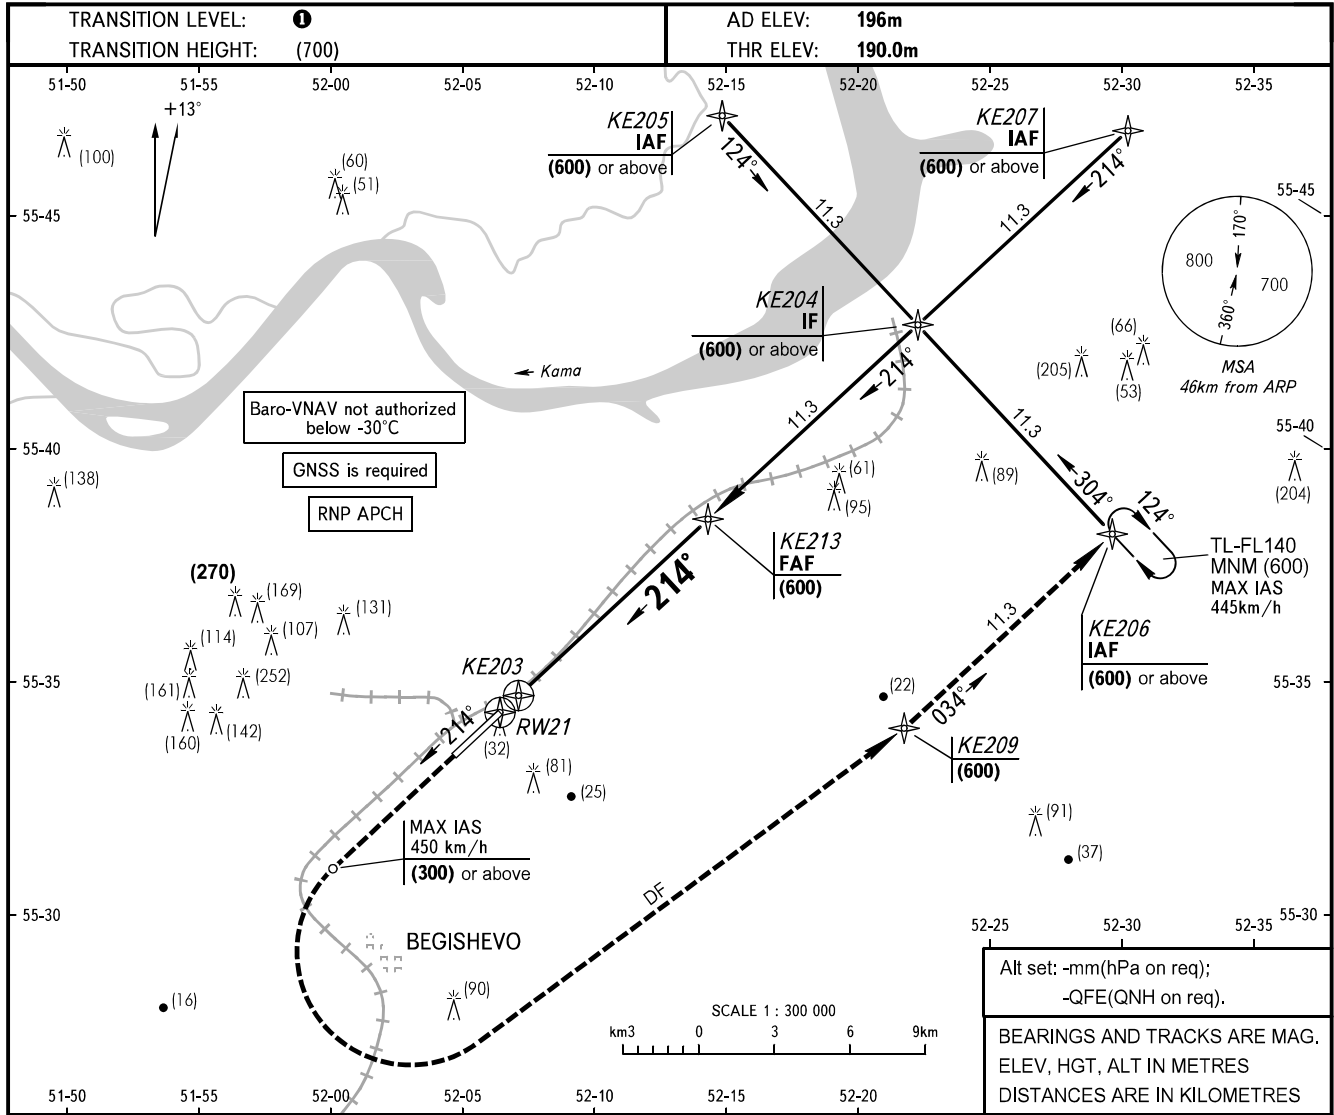 TRANSITION LEVEL: ❶
TRANSITION HEIGHT: (700)
AD ELEV: 196m
THR ELEV: 190.0m
51-50 51-55 52-00 52-05 52-10 52-15 52-20 52-25 52-30 52-35
+13°
(100)
(60)
(51)
KE205
IAF
(600) or above
124°
11.3
KE207
IAF
(600) or above
214°
11.3
55-45
55-45
170°
800
700
360°
MSA
46km from ARP
KE204
IF
(600) or above
214°
11.3
(66)
(205)
(53)
Kama
Baro-VNAV not authorized
below -30°C
GNSS is required
RNP APCH
55-40
55-40
11.3
304°
(138)
(61)
(95)
(89)
(204)
124°
TL-FL140
MNM (600)
MAX IAS
445km/h
KE213
FAF
(600)
214°
(270)
(169)
(131)
(107)
(114)
(161)
(252)
(160)
(142)
11.3
KE206
IAF
(600) or above
KE203
RW21
214°
(32)
55-35
55-35
(22)
034°
KE209
(600)
(81)
(25)
(91)
(37)
MAX IAS
450 km/h
(300) or above
DF
55-30
55-30
52-25 52-30 52-35
BEGISHEVO
(90)
(16)
SCALE 1 : 300 000
km3 0 3 6 9km
Alt set: -mm(hPa on req);
-QFE(QNH on req).
BEARINGS AND TRACKS ARE MAG.
ELEV, HGT, ALT IN METRES
DISTANCES ARE IN KILOMETRES
51-50 51-55 52-00 52-05 52-10 52-15 52-20